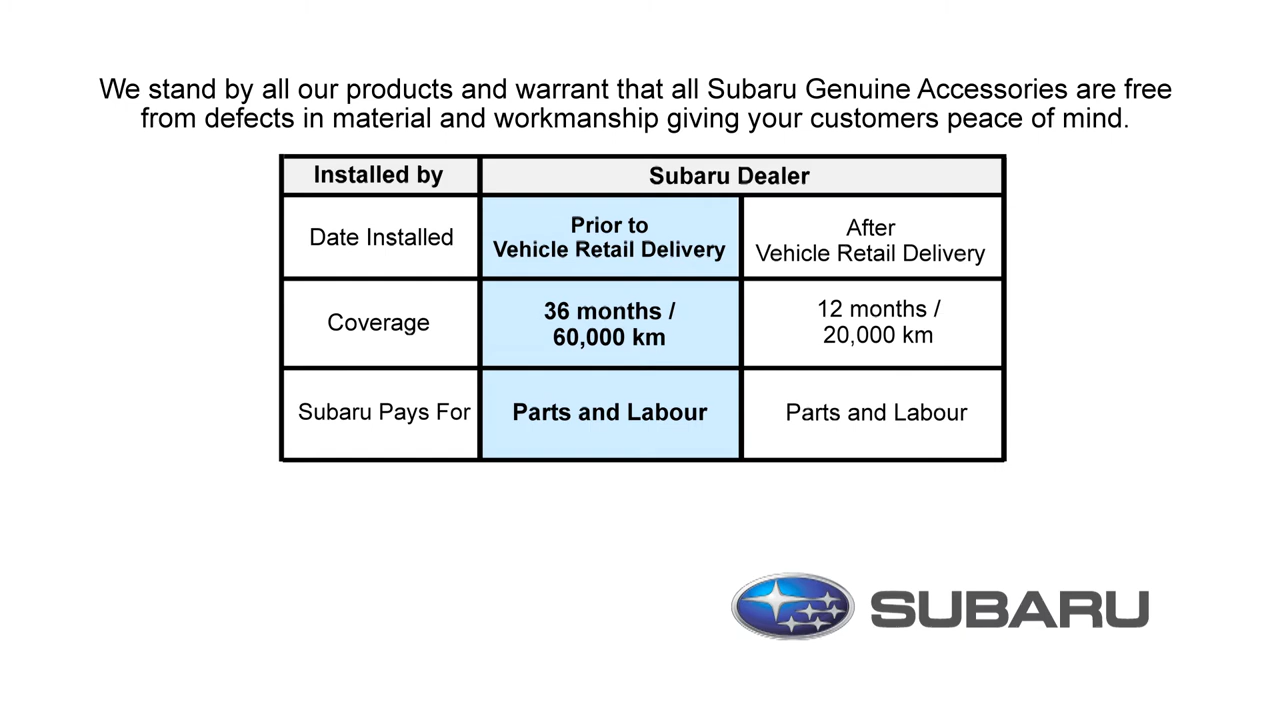 We stand by all our products and warrant that all Subaru Genuine Accessories are free
from defects in material and workmanship giving your customers peace of mind.
Installed by
Subaru Dealer
Date Installed
Prior to
Vehicle Retail Delivery
After
Vehicle Retail Delivery
Coverage
36 months /
60,000 km
12 months /
20,000 km
Subaru Pays For
Parts and Labour
Parts and Labour
SUBARU